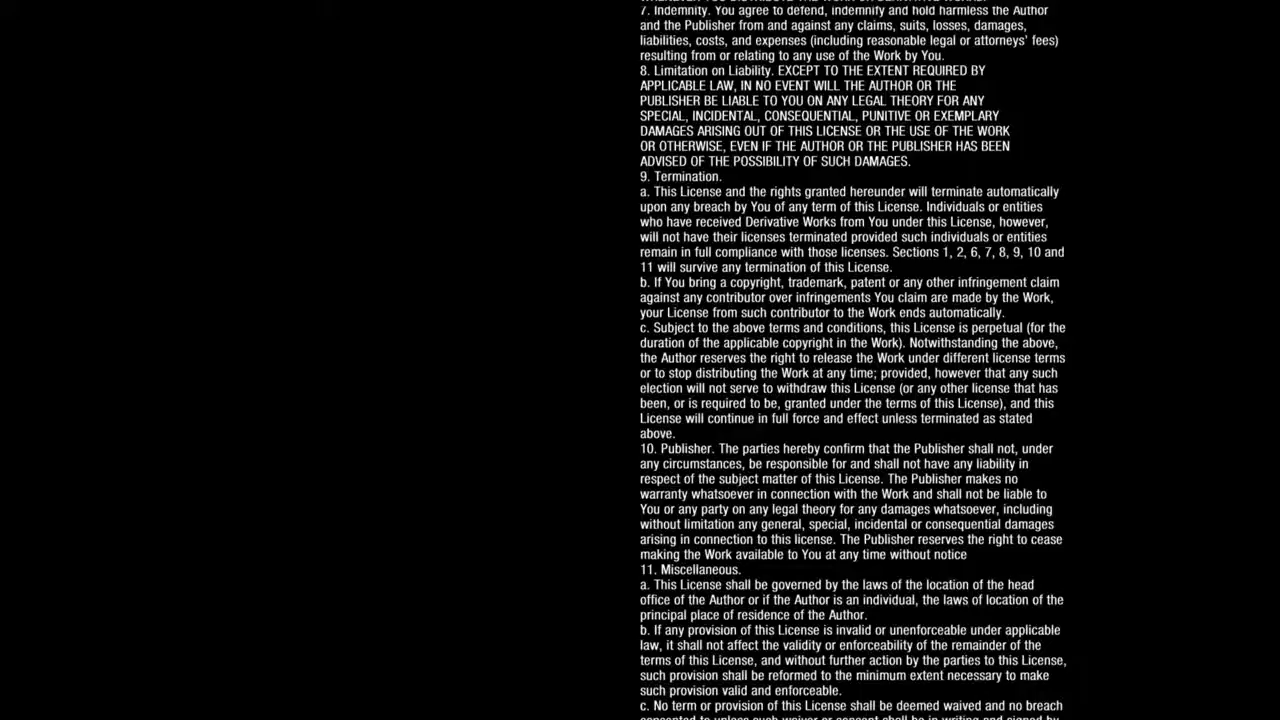 7. Indemnity. You agree to defend, indemnify and hold harmless the Author
and the Publisher from and against any claims, suits, losses, damages,
liabilities, costs, and expenses (including reasonable legal or attorneys' fees)
resulting from or relating to any use of the Work by You.
8. Limitation on Liability. EXCEPT TO THE EXTENT REQUIRED BY
APPLICABLE LAW, IN NO EVENT WILL THE AUTHOR OR THE
PUBLISHER BE LIABLE TO YOU ON ANY LEGAL THEORY FOR ANY
SPECIAL, INCIDENTAL, CONSEQUENTIAL, PUNITIVE OR EXEMPLARY
DAMAGES ARISING OUT OF THIS LICENSE OR THE USE OF THE WORK
OR OTHERWISE, EVEN IF THE AUTHOR OR THE PUBLISHER HAS BEEN
ADVISED OF THE POSSIBILITY OF SUCH DAMAGES.
9. Termination.
a. This License and the rights granted hereunder will terminate automatically
upon any breach by You of any term of this License. Individuals or entities
who have received Derivative Works from You under this License, however,
will not have their licenses terminated provided such individuals or entities
remain in full compliance with those licenses. Sections 1, 2, 6, 7, 8, 9, 10 and
11 will survive any termination of this License.
b. If You bring a copyright, trademark, patent or any other infringement claim
against any contributor over infringements You claim are made by the Work,
your License from such contributor to the Work ends automatically.
c. Subject to the above terms and conditions, this License is perpetual (for the
duration of the applicable copyright in the Work). Notwithstanding the above,
the Author reserves the right to release the Work under different license terms
or to stop distributing the Work at any time; provided, however that any such
election will not serve to withdraw this License (or any other license that has
been, or is required to be, granted under the terms of this License), and this
License will continue in full force and effect unless terminated as stated
above.
10. Publisher. The parties hereby confirm that the Publisher shall not, under
any circumstances, be responsible for and shall not have any liability in
respect of the subject matter of this License. The Publisher makes no
warranty whatsoever in connection with the Work and shall not be liable to
You or any party on any legal theory for any damages whatsoever, including
without limitation any general, special, incidental or consequential damages
arising in connection to this license. The Publisher reserves the right to cease
making the Work available to You at any time without notice
11. Miscellaneous.
a. This License shall be governed by the laws of the location of the head
office of the Author or if the Author is an individual, the laws of location of the
principal place of residence of the Author.
b. If any provision of this License is invalid or unenforceable under applicable
law, it shall not affect the validity or enforceability of the remainder of the
terms of this License, and without further action by the parties to this License,
such provision shall be reformed to the minimum extent necessary to make
such provision valid and enforceable.
c. No term or provision of this License shall be deemed waived and no breach
consented to unless such waiver or consent shall be in writing and signed by